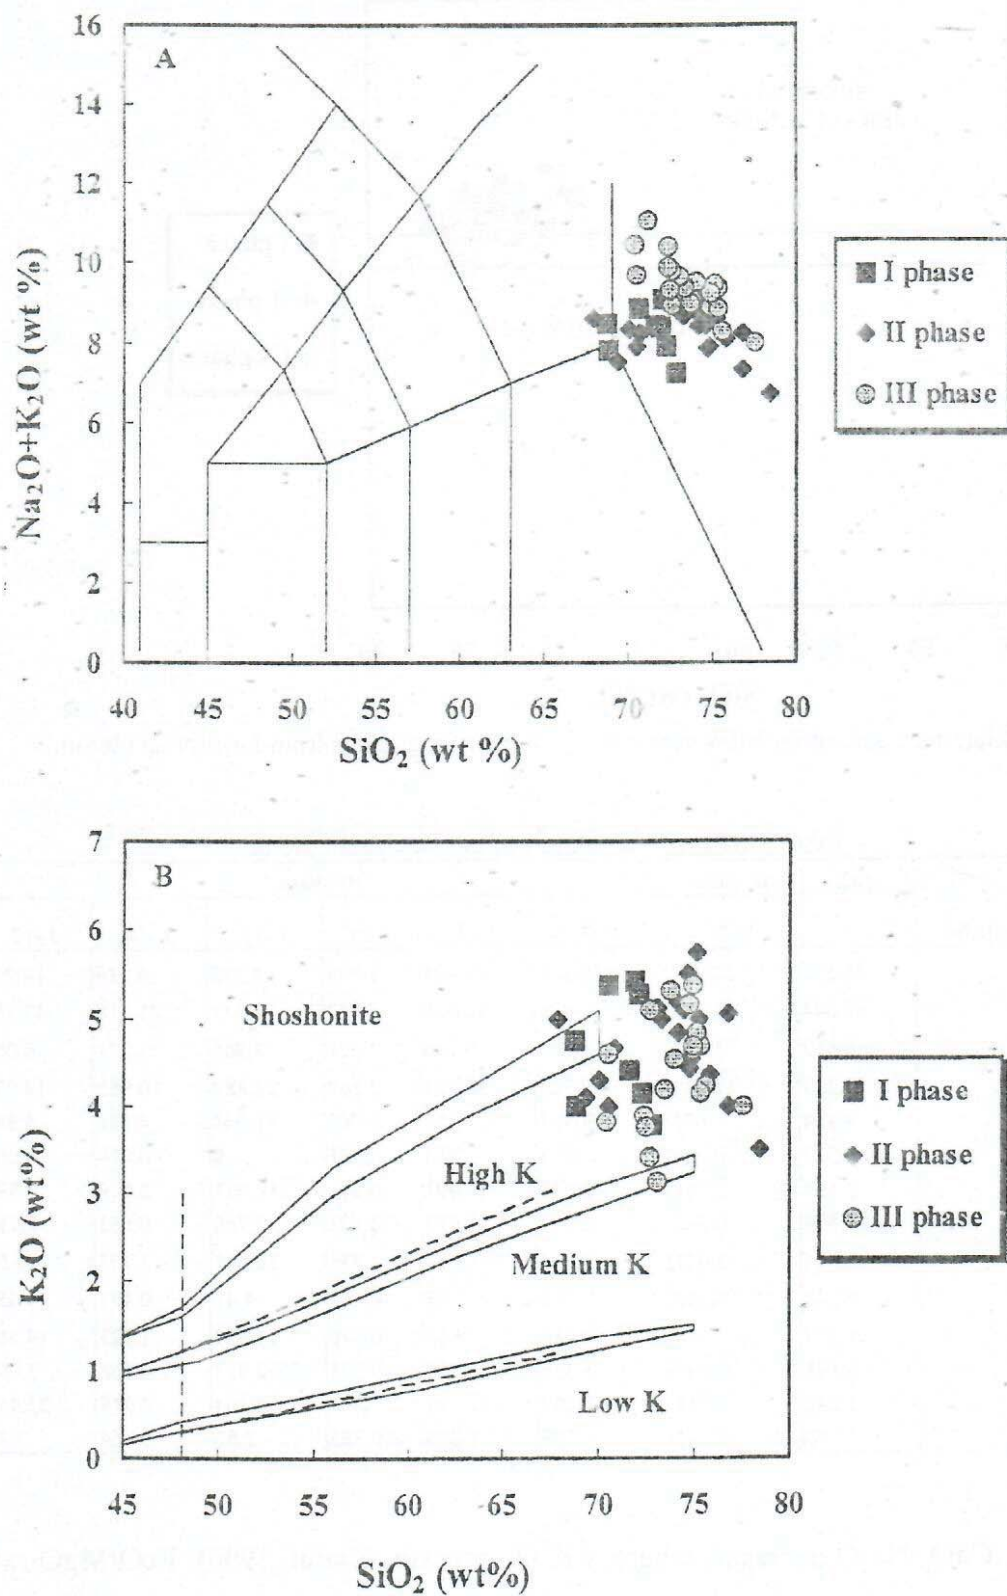 16
14
12
10
8
6
4
2
0
A
Na₂O+K₂O (wt %)
40 45 50 55 60 65 70 75 80
SiO₂ (wt %)
I phase
II phase
III phase
7
6
5
4
3
2
1
0
B
K₂O (wt%)
Shoshonite
High K
Medium K
Low K
45 50 55 60 65 70 75 80
SiO₂ (wt%)
I phase
II phase
III phase